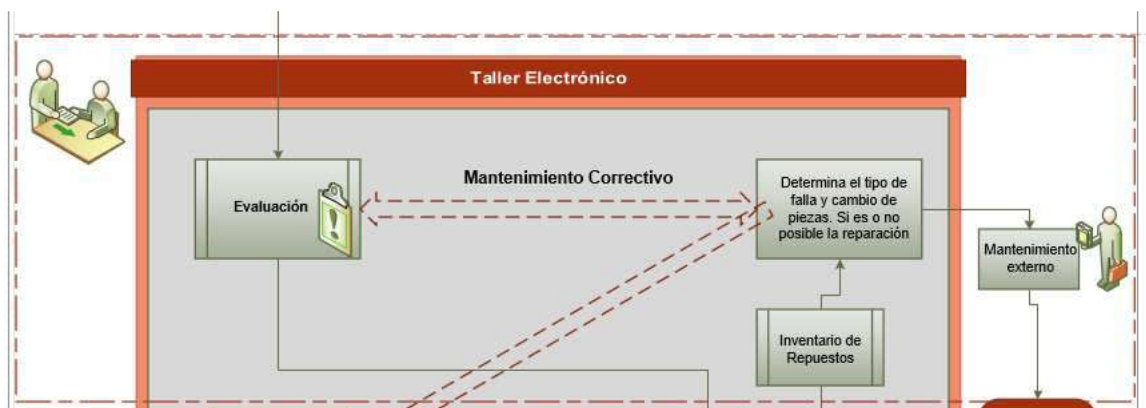 Taller Electrónico
Evaluación
Mantenimiento Correctivo
Determina el tipo de
falla y cambio de
piezas. Si es o no
posible la reparación
Mantenimiento
externo
Inventario de
Repuestos